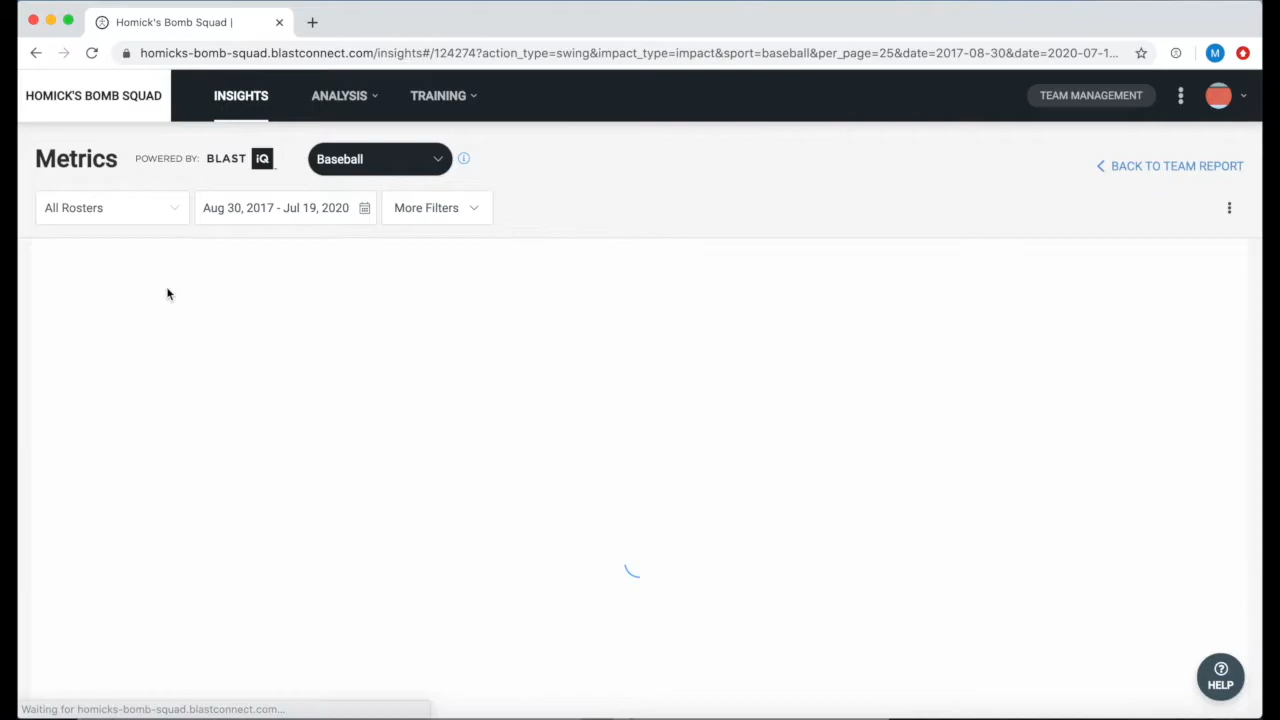 Homick's Bomb Squad |
homicks-bomb-squad.blastconnect.com/insights#/124274?action_type=swing&impact_type=impact&sport=baseball&per_page=25&date=2017-08-30&date=2020-07-1...
M
HOMICK'S BOMB SQUAD INSIGHTS ANALYSIS TRAINING TEAM MANAGEMENT
Metrics POWERED BY: BLAST iQ Baseball BACK TO TEAM REPORT
All Rosters Aug 30, 2017 - Jul 19, 2020 More Filters
HELP
Waiting for homicks-bomb-squad.blastconnect.com...